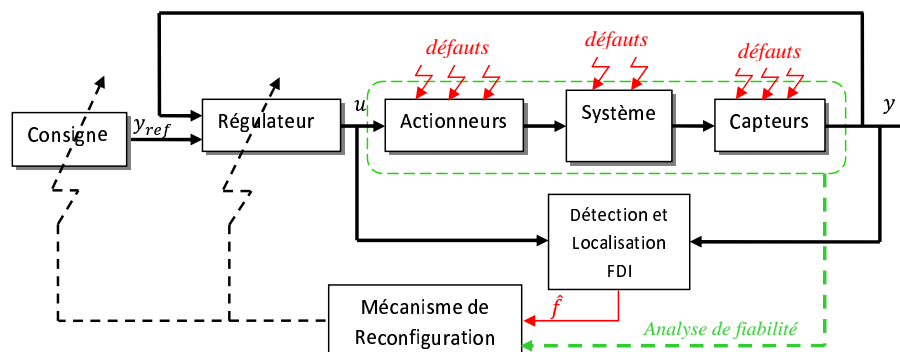 défauts
défauts
défauts
Consigne
y_ref
Régulateur
u
Actionneurs
Système
Capteurs
y
Détection et
Localisation
FDI
f̂
Mécanisme de
Reconfiguration
Analyse de fiabilité